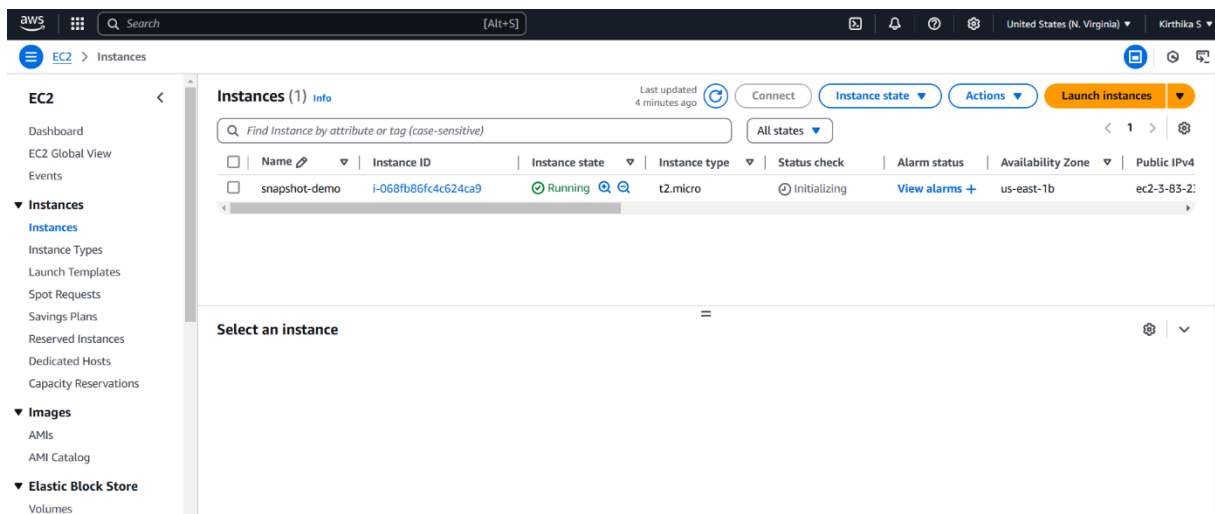 aws Search [Alt+S] United States (N. Virginia) Kirthika S
EC2 > Instances
EC2
Dashboard
EC2 Global View
Events
Instances
Instances
Instance Types
Launch Templates
Spot Requests
Savings Plans
Reserved Instances
Dedicated Hosts
Capacity Reservations
Images
AMIs
AMI Catalog
Elastic Block Store
Volumes
Instances (1) Info
Last updated
4 minutes ago
Connect Instance state Actions Launch instances
Find Instance by attribute or tag (case-sensitive) All states 1
Name Instance ID Instance state Instance type Status check Alarm status Availability Zone Public IPv4
snapshot-demo i-068fb86fc4c624ca9 Running t2.micro Initializing View alarms + us-east-1b ec2-3-83-2
Select an instance